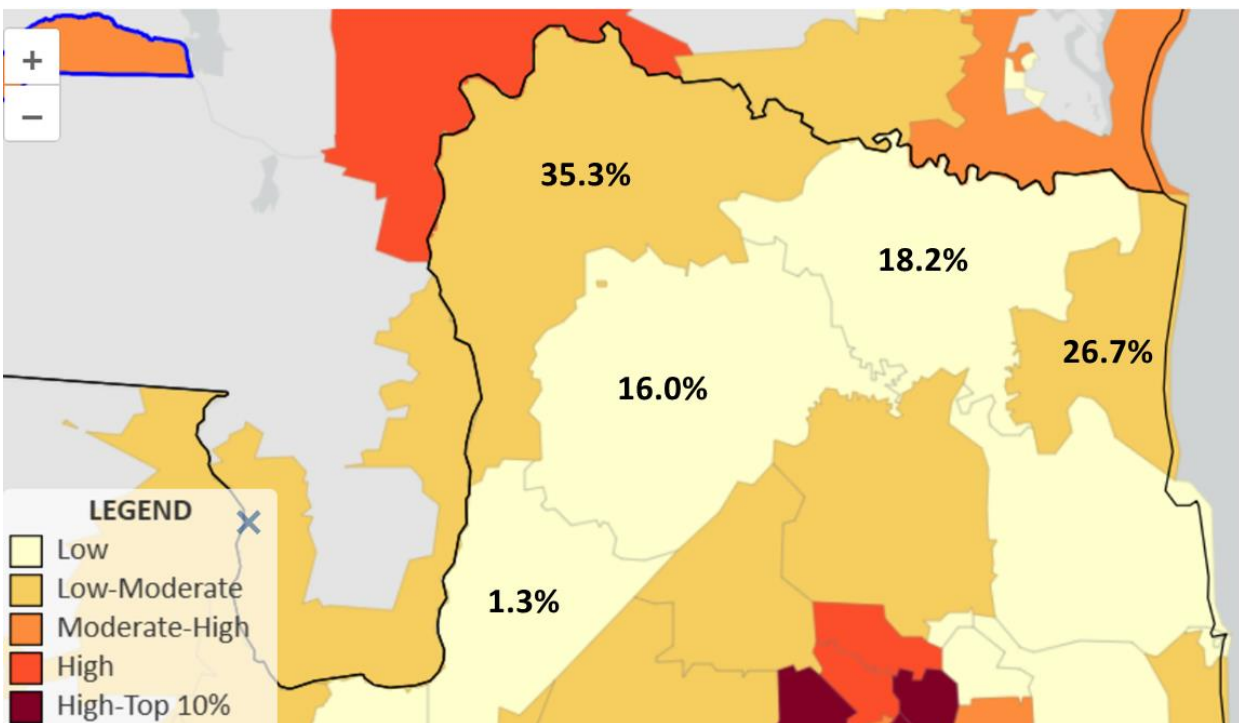 +
−
35.3%
18.2%
26.7%
16.0%
1.3%
LEGEND
Low
Low-Moderate
Moderate-High
High
High-Top 10%